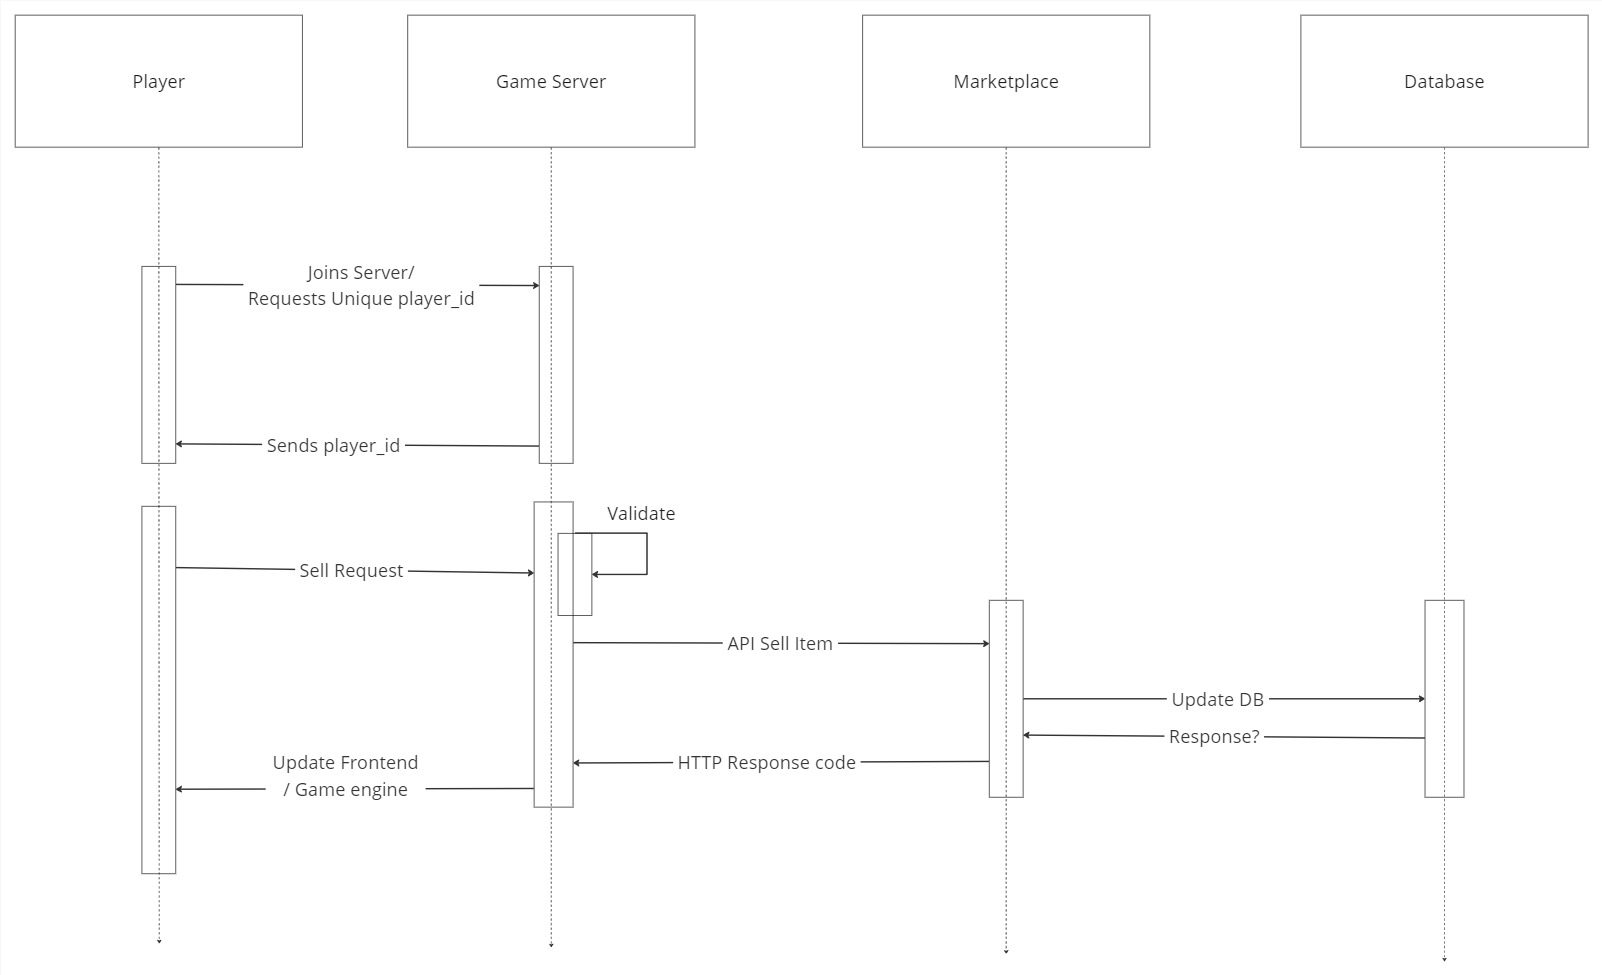 Player
Game Server
Marketplace
Database
Joins Server/
Requests Unique player_id
Sends player_id
Validate
Sell Request
API Sell Item
Update DB
Response?
HTTP Response code
Update Frontend
/ Game engine